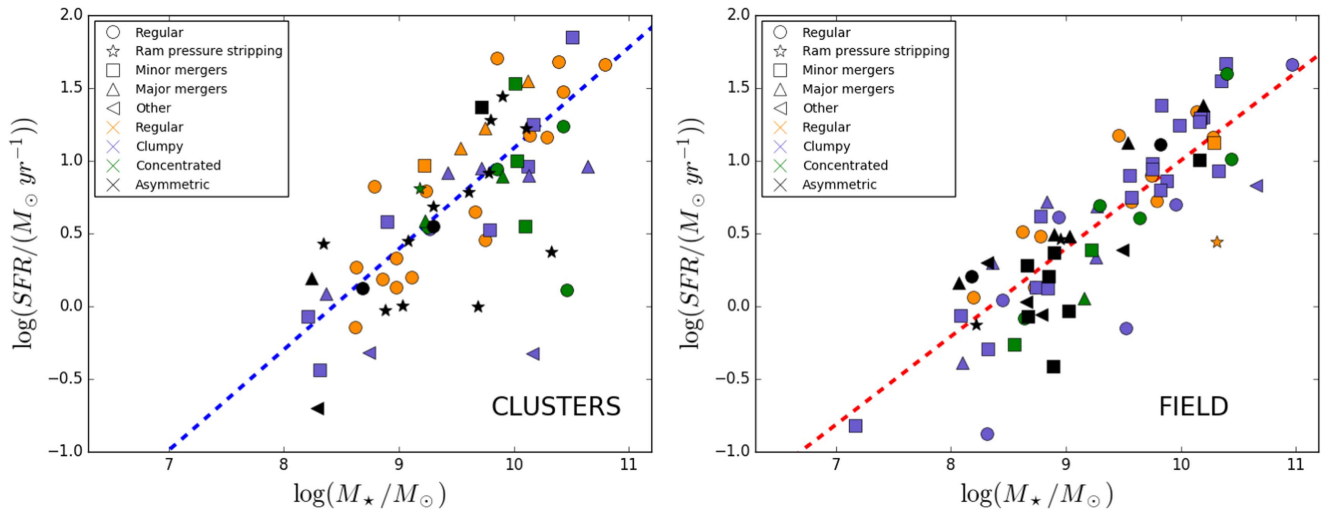 2.0
1.5
1.0
0.5
0.0
−0.5
−1.0
log(SFR/(M⊙ yr⁻¹))
Regular
Ram pressure stripping
Minor mergers
Major mergers
Other
Regular
Clumpy
Concentrated
Asymmetric
CLUSTERS
7 8 9 10 11
log(M⋆/M⊙)
2.0
1.5
1.0
0.5
0.0
−0.5
−1.0
log(SFR/(M⊙ yr⁻¹))
Regular
Ram pressure stripping
Minor mergers
Major mergers
Other
Regular
Clumpy
Concentrated
Asymmetric
FIELD
7 8 9 10 11
log(M⋆/M⊙)